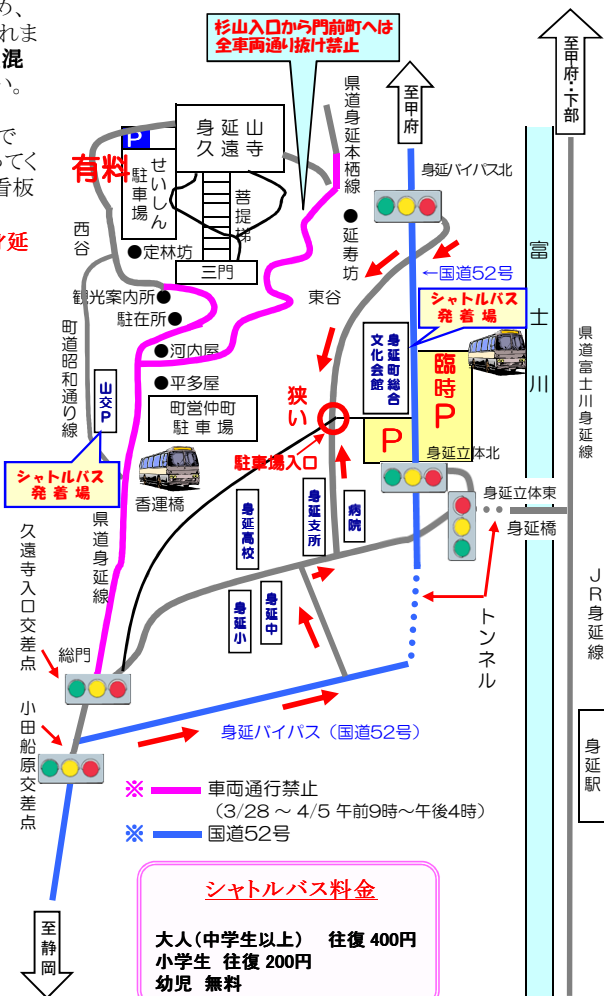 め、
れま
混
い。
で
ってく
看板
延
杉山入口から門前町へは
全車両通り抜け禁止
至甲府・下部
至甲府
県道身延本栖線
身延バイパス北
P
身延山
久遠寺
有料
せいしん
駐車場
菩提梯
西谷
●定林坊
三門
●延寿坊
←国道52号
富士川
観光案内所●
駐在所●
東谷
シャトルバス
発着場
県道富士川身延線
町道昭和通り線
●河内屋
身延町総合
文化会館
臨時P
山交P
●平多屋
狭い
町営仲町
駐車場
P
駐車場入口
身延立体北
シャトルバス
発着場
香運橋
身延立体東
身延橋
久遠寺入口交差点
県道身延線
身延高校
身延支所
病院
JR身延線
身延小
身延中
トンネル
総門
小田船原交差点
身延バイパス(国道52号)
身延駅
※ 車両通行禁止
(3/28 ~ 4/5 午前9時~午後4時)
※ 国道52号
シャトルバス料金
至静岡
大人(中学生以上) 往復 400円
小学生 往復 200円
幼児 無料